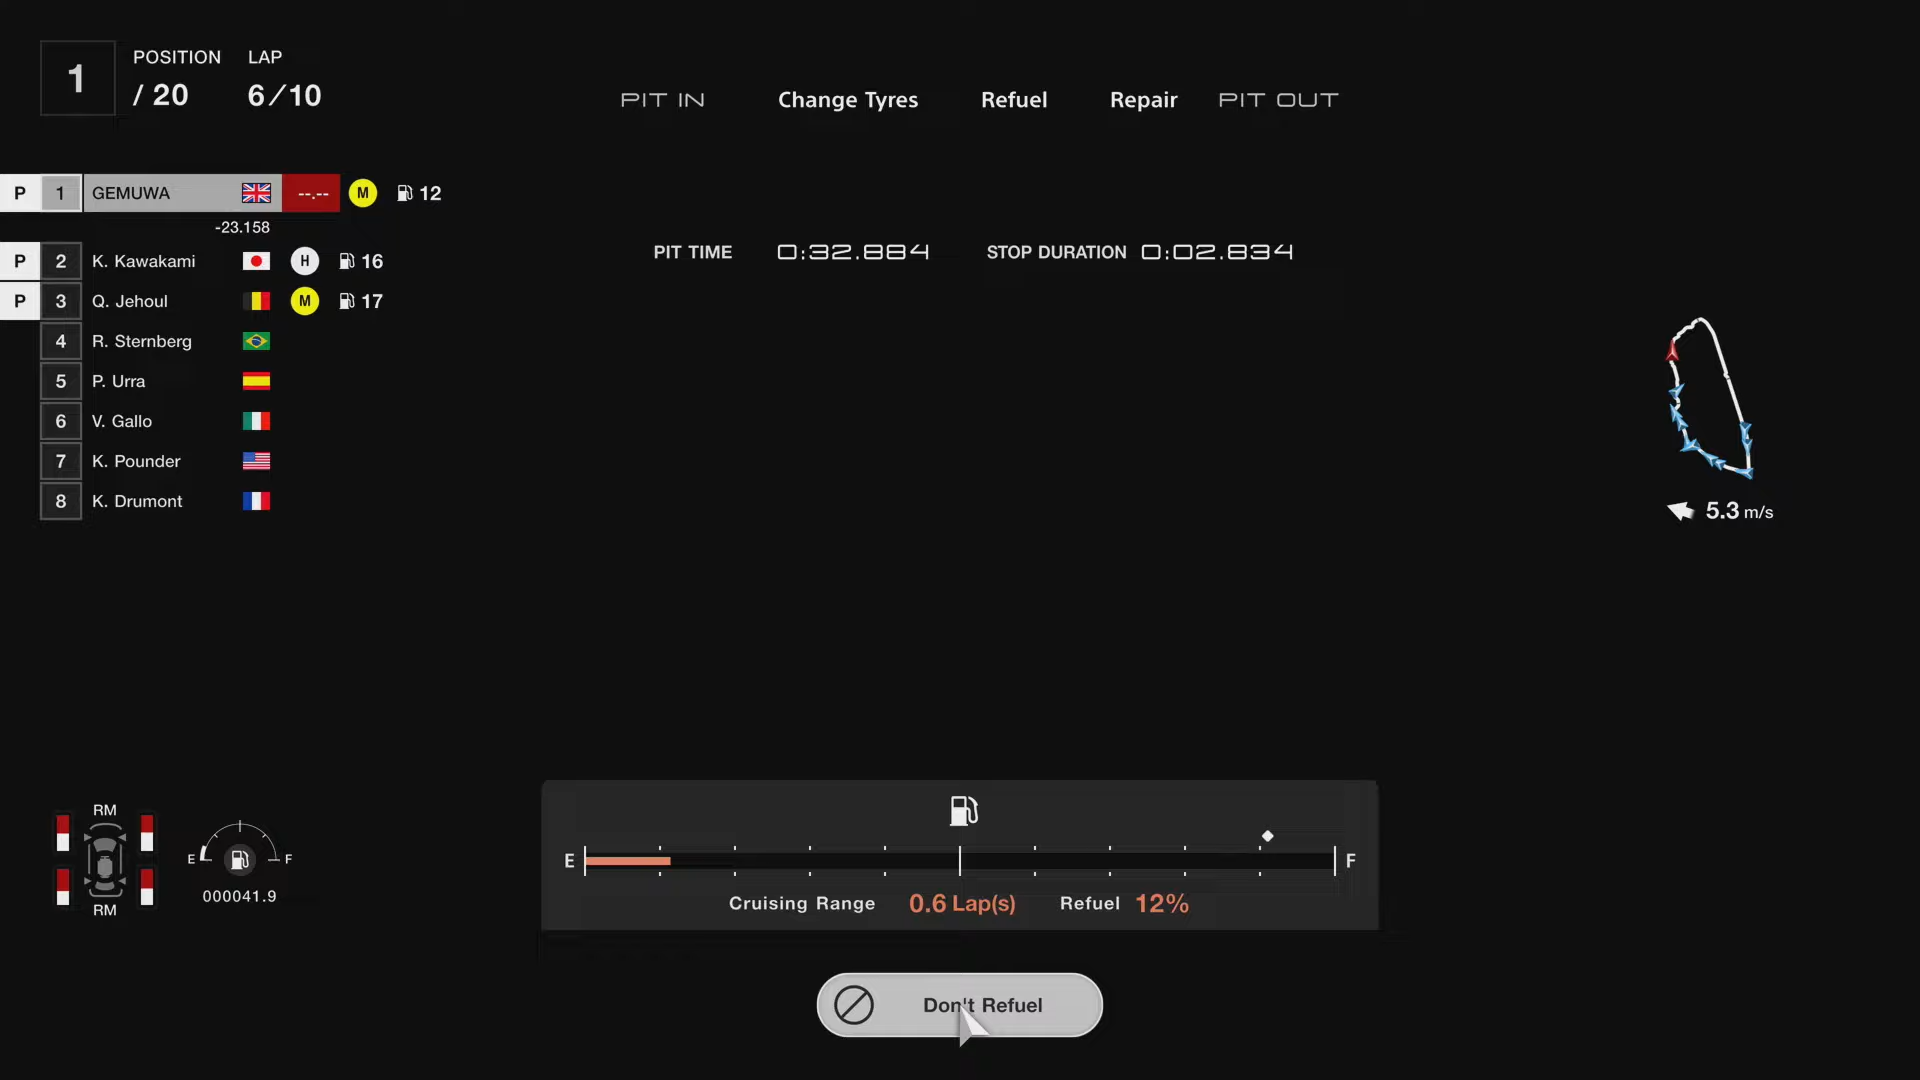 1 POSITION / 20 LAP 6/10
PIT IN Change Tyres Refuel Repair PIT OUT
P 1 GEMUWA --.-- M 12
-23.158
P 2 K. Kawakami H 16
P 3 Q. Jehoul M 17
4 R. Sternberg
5 P. Urra
6 V. Gallo
7 K. Pounder
8 K. Drumont
PIT TIME 0:32.884 STOP DURATION 0:02.834
5.3 m/s
RM
RM
E F
000041.9
E F
Cruising Range 0.6 Lap(s) Refuel 12%
Don't Refuel